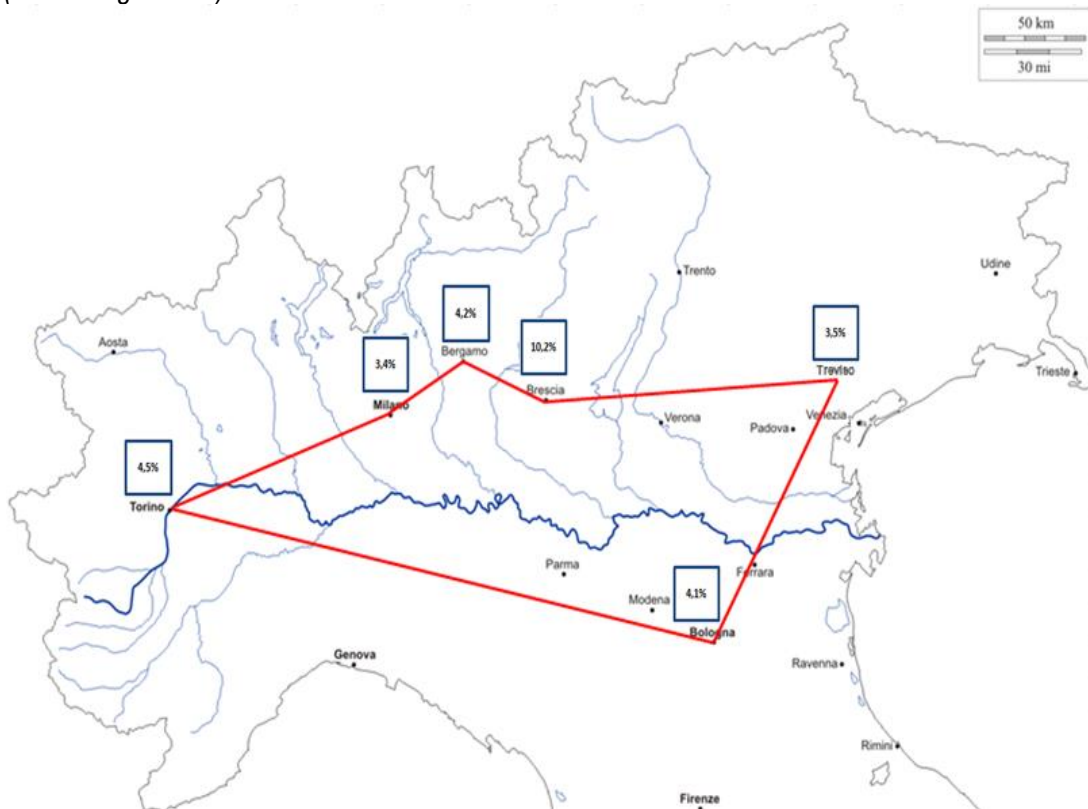 50 km
30 mi
Trento
Udine
4,2%
3,5%
10,2%
Bergamo
Aosta
3,4%
Treviso
Trieste
Brescia
Milano
Venezia
Verona
Padova
4,5%
Torino
Parma
Ferrara
4,1%
Modena
Bologna
Genova
Ravenna
Rimini
Firenze